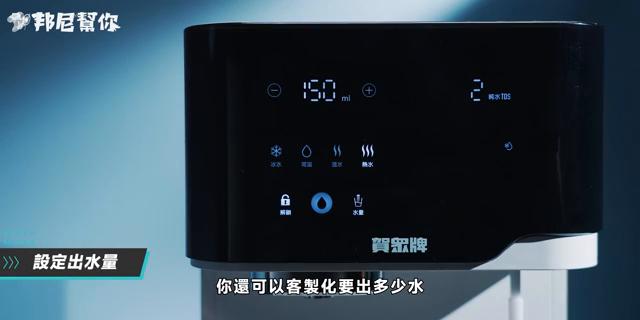 邦尼幫你
150 ml
2 純水TDS
冰水 常溫 溫水 熱水
解鎖 水量
賀眾牌
設定出水量
你還可以客製化要出多少水